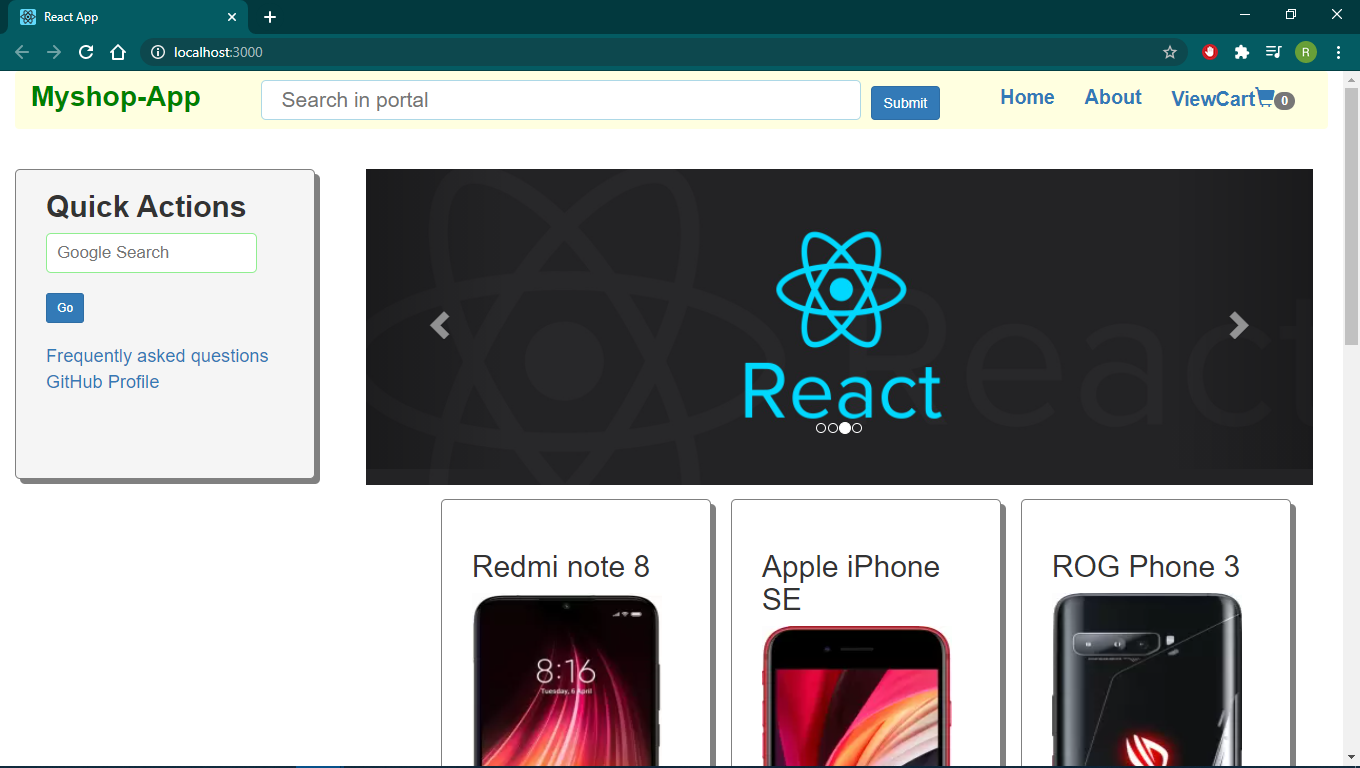 React App
localhost:3000
R
Myshop-App
Search in portal
Submit
Home
About
ViewCart 0
Quick Actions
Google Search
Go
Frequently asked questions
GitHub Profile
React
React
Redmi note 8
Apple iPhone
SE
ROG Phone 3
8:16
Tuesday, 6 April